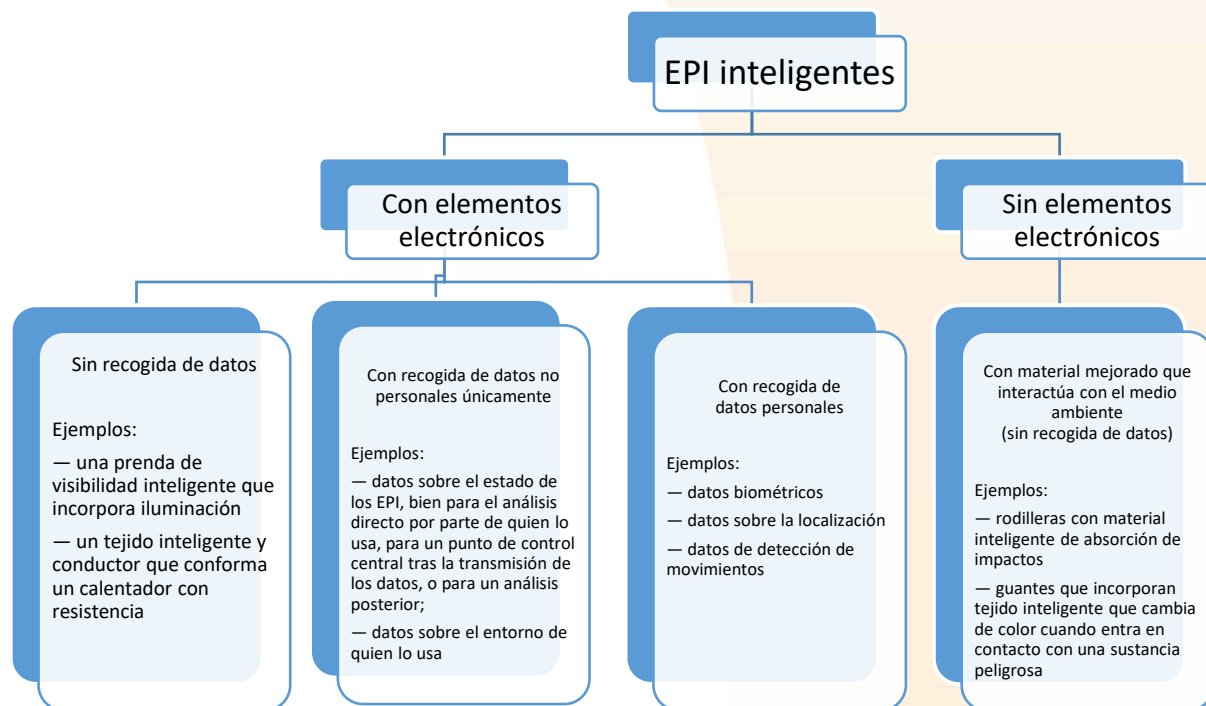 EPI inteligentes
Con elementos
electrónicos
Sin elementos
electrónicos
Sin recogida de datos
Ejemplos:
— una prenda de
visibilidad inteligente que
incorpora iluminación
— un tejido inteligente y
conductor que conforma
un calentador con
resistencia
Con recogida de datos no
personales únicamente
Ejemplos:
— datos sobre el estado de
los EPI, bien para el análisis
directo por parte de quien lo
usa, para un punto de control
central tras la transmisión de
los datos, o para un análisis
posterior;
— datos sobre el entorno de
quien lo usa
Con recogida de
datos personales
Ejemplos:
— datos biométricos
— datos sobre la localización
— datos de detección de
movimientos
Con material mejorado que
interactúa con el medio
ambiente
(sin recogida de datos)
Ejemplos:
— rodilleras con material
inteligente de absorción de
impactos
— guantes que incorporan
tejido inteligente que cambia
de color cuando entra en
contacto con una sustancia
peligrosa